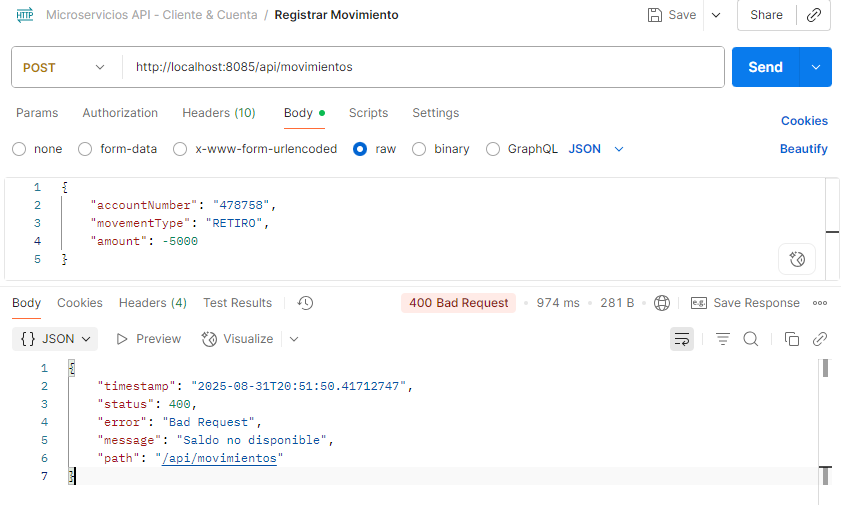 HTTP Microservicios API - Cliente & Cuenta / Registrar Movimiento Save Share
POST http://localhost:8085/api/movimientos Send
Params Authorization Headers (10) Body Scripts Settings Cookies
none form-data x-www-form-urlencoded raw binary GraphQL JSON Beautify
1 {
2 "accountNumber": "478758",
3 "movementType": "RETIRO",
4 "amount": -5000
5 }
Body Cookies Headers (4) Test Results 400 Bad Request 974 ms 281 B e.g. Save Response
{} JSON Preview Visualize
1 {
2 "timestamp": "2025-08-31T20:51:50.41712747",
3 "status": 400,
4 "error": "Bad Request",
5 "message": "Saldo no disponible",
6 "path": "/api/movimientos"
7 }